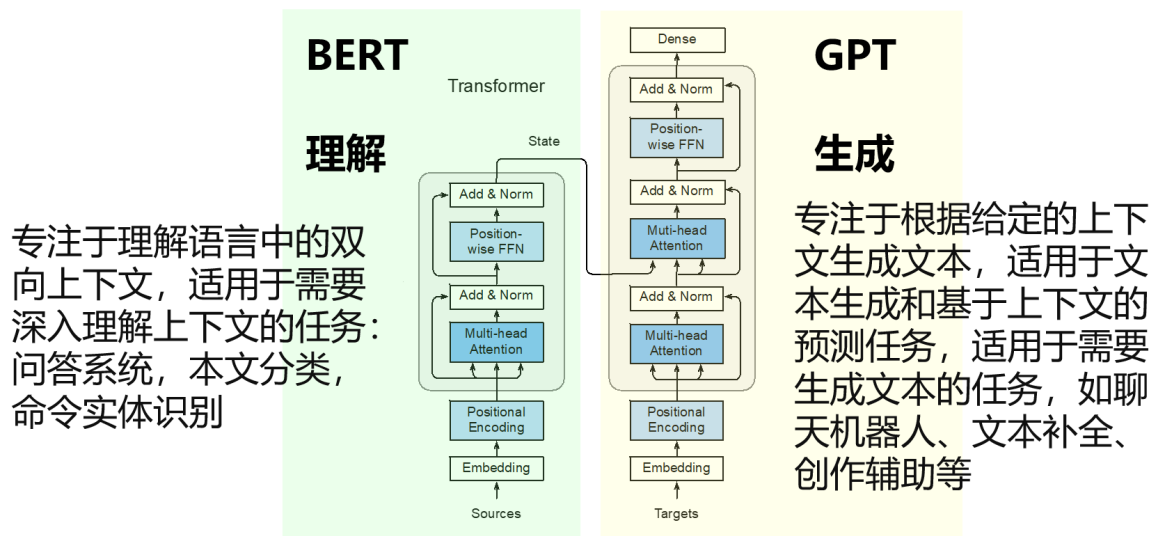 BERT
Transformer
理解
State
专注于理解语言中的双
向上下文，适用于需要
深入理解上下文的任务：
问答系统，本文分类，
命令实体识别
Add & Norm
Position-
wise FFN
Add & Norm
Multi-head
Attention
Positional
Encoding
Embedding
Sources
Dense
Add & Norm
Position-
wise FFN
Add & Norm
Muti-head
Attention
Add & Norm
Multi-head
Attention
Positional
Encoding
Embedding
Targets
GPT
生成
专注于根据给定的上下
文生成文本，适用于文
本生成和基于上下文的
预测任务，适用于需要
生成文本的任务，如聊
天机器人、文本补全、
创作辅助等